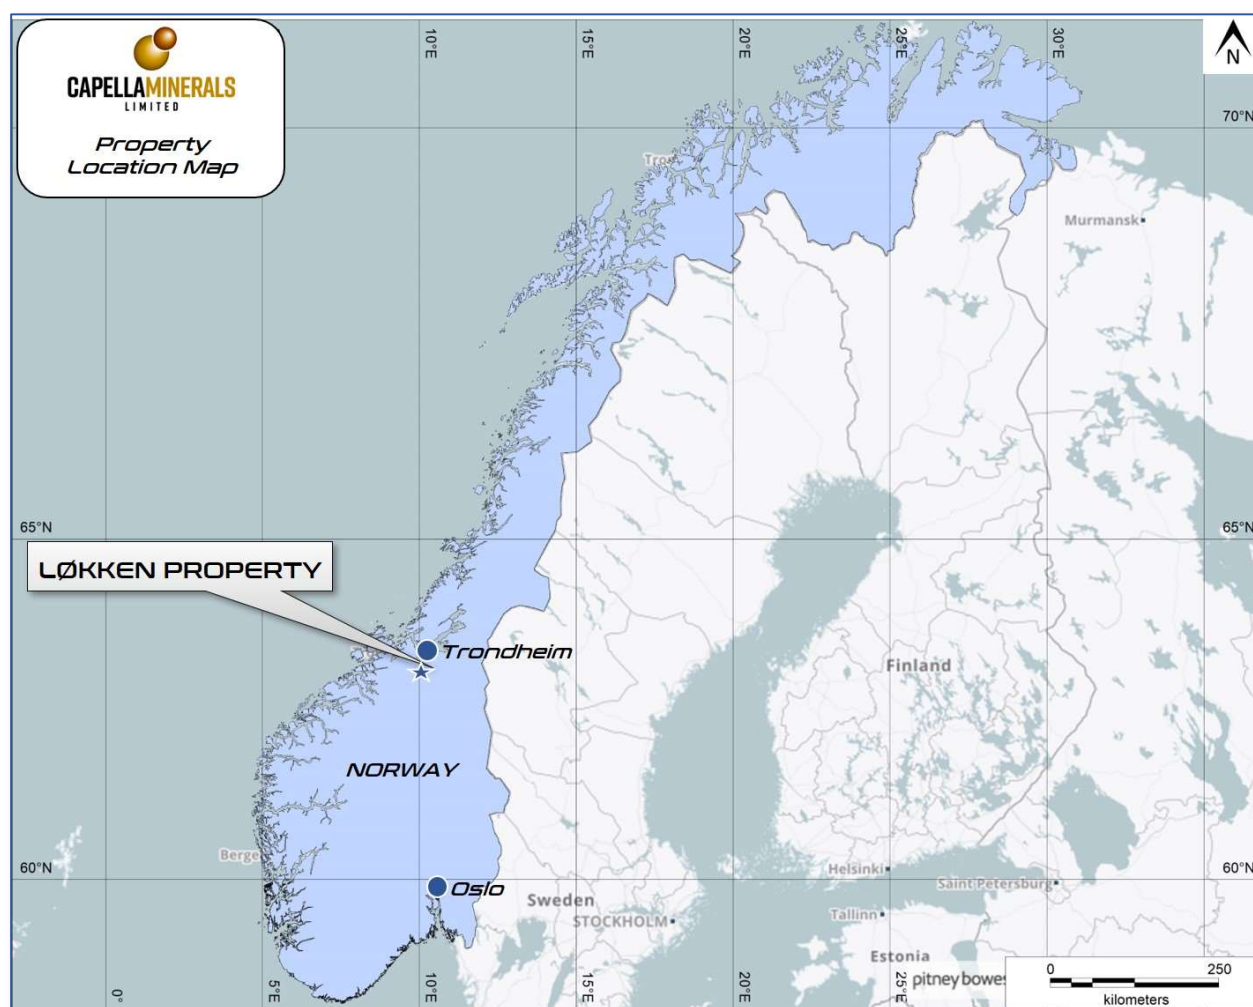 CAPELLAMINERALS
LIMITED
Property
Location Map
10°E
15°E
20°E
25°E
30°E
N
70°N
70°N
Murmansk
65°N
65°N
LØKKEN PROPERTY
Trondheim
Finland
NORWAY
60°N
60°N
Helsinki
Saint Petersburg
Oslo
Sweden
STOCKHOLM
Tallinn
Estonia
pitney bowes
0 250
kilometers
0°
5°E
10°E
15°E
20°E
25°E